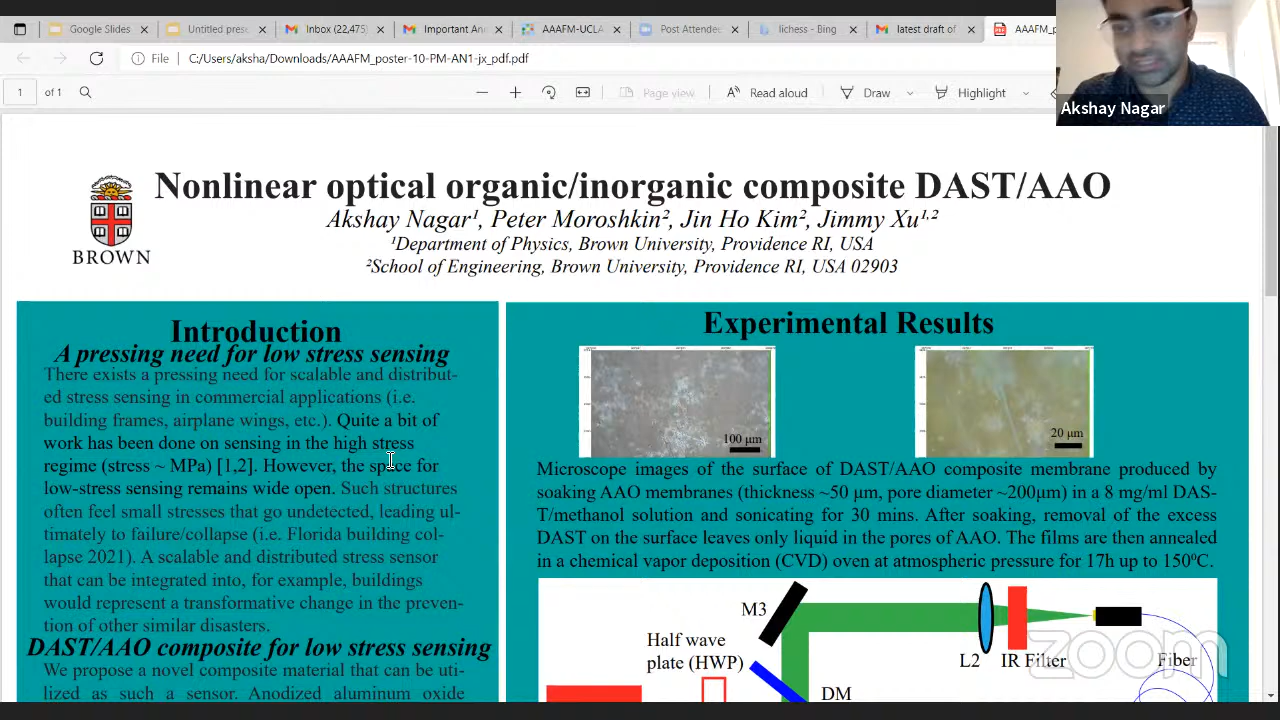 Google Slides
Untitled prese
Inbox (22,475
Important An
AAAFM-UCLA
Post Attended
lichess - Bing
latest draft of
AAAFM_p
File
C:/Users/aksha/Downloads/AAAFM_poster-10-PM-AN1-jx_pdf.pdf
1
of 1
Page view
Read aloud
Draw
Highlight
Akshay Nagar
BROWN
Nonlinear optical organic/inorganic composite DAST/AAO
Akshay Nagar¹, Peter Moroshkin², Jin Ho Kim², Jimmy Xu¹,²
¹Department of Physics, Brown University, Providence RI, USA
²School of Engineering, Brown University, Providence RI, USA 02903
Introduction
A pressing need for low stress sensing
There exists a pressing need for scalable and distribut-
ed stress sensing in commercial applications (i.e.
building frames, airplane wings, etc.). Quite a bit of
work has been done on sensing in the high stress
regime (stress ~ MPa) [1,2]. However, the space for
low-stress sensing remains wide open. Such structures
often feel small stresses that go undetected, leading ul-
timately to failure/collapse (i.e. Florida building col-
lapse 2021). A scalable and distributed stress sensor
that can be integrated into, for example, buildings
would represent a transformative change in the preven-
tion of other similar disasters.
DAST/AAO composite for low stress sensing
We propose a novel composite material that can be uti-
lized as such a sensor. Anodized aluminum oxide
Experimental Results
100 μm
20 μm
Microscope images of the surface of DAST/AAO composite membrane produced by
soaking AAO membranes (thickness ~50 μm, pore diameter ~200μm) in a 8 mg/ml DAS-
T/methanol solution and sonicating for 30 mins. After soaking, removal of the excess
DAST on the surface leaves only liquid in the pores of AAO. The films are then annealed
in a chemical vapor deposition (CVD) oven at atmospheric pressure for 17h up to 150⁰C.
M3
Half wave
plate (HWP)
DM
L2
IR Filter
Fiber
zoom